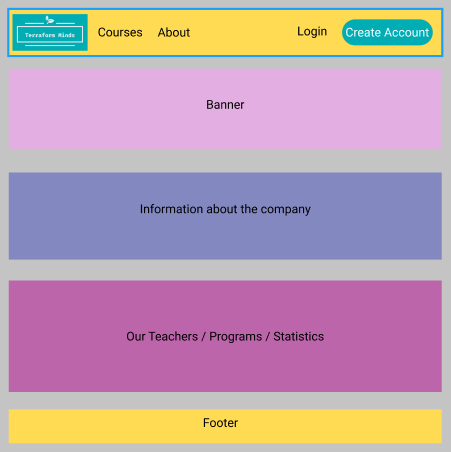 Terraform Minds
Courses
About
Login
Create Account
Banner
Information about the company
Our Teachers / Programs / Statistics
Footer